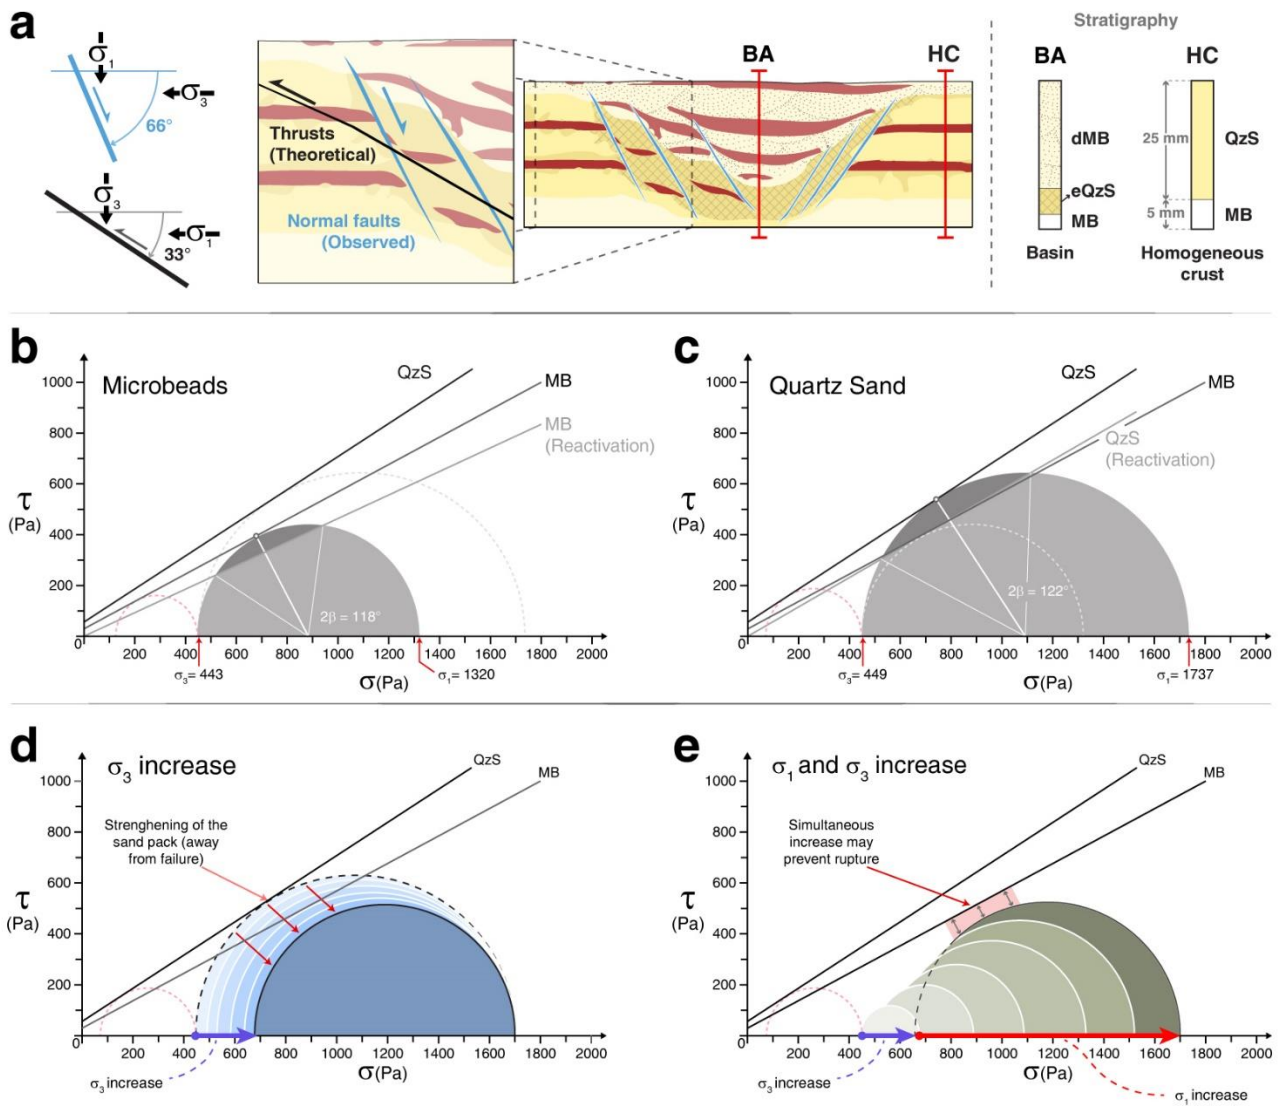 a
σ1
σ3
66°
σ3
σ1
33°
Thrusts
(Theoretical)
Normal faults
(Observed)
BA
HC
Stratigraphy
BA
HC
25 mm
5 mm
dMB
eQzS
MB
QzS
MB
Basin
Homogeneous
crust
b
Microbeads
QzS
MB
MB
(Reactivation)
τ
(Pa)
1000
800
600
400
200
0
2β = 118°
200 400 600 800 1000 1200 1400 1600 1800 2000
σ3= 443
σ(Pa)
σ1= 1320
c
Quartz Sand
QzS
MB
QzS
(Reactivation)
τ
(Pa)
1000
800
600
400
200
0
2β = 122°
200 400 600 800 1000 1200 1400 1600 1800 2000
σ3= 449
σ(Pa)
σ1= 1737
d
σ3 increase
QzS
MB
Strenghening of the
sand pack (away
from failure)
τ
(Pa)
1000
800
600
400
200
0
200 400 600 800 1000 1200 1400 1600 1800 2000
σ(Pa)
σ3 increase
e
σ1 and σ3 increase
QzS
MB
Simultaneous
increase may
prevent rupture
τ
(Pa)
1000
800
600
400
200
0
200 400 600 800 1000 1200 1400 1600 1800 2000
σ(Pa)
σ3 increase
σ1 increase